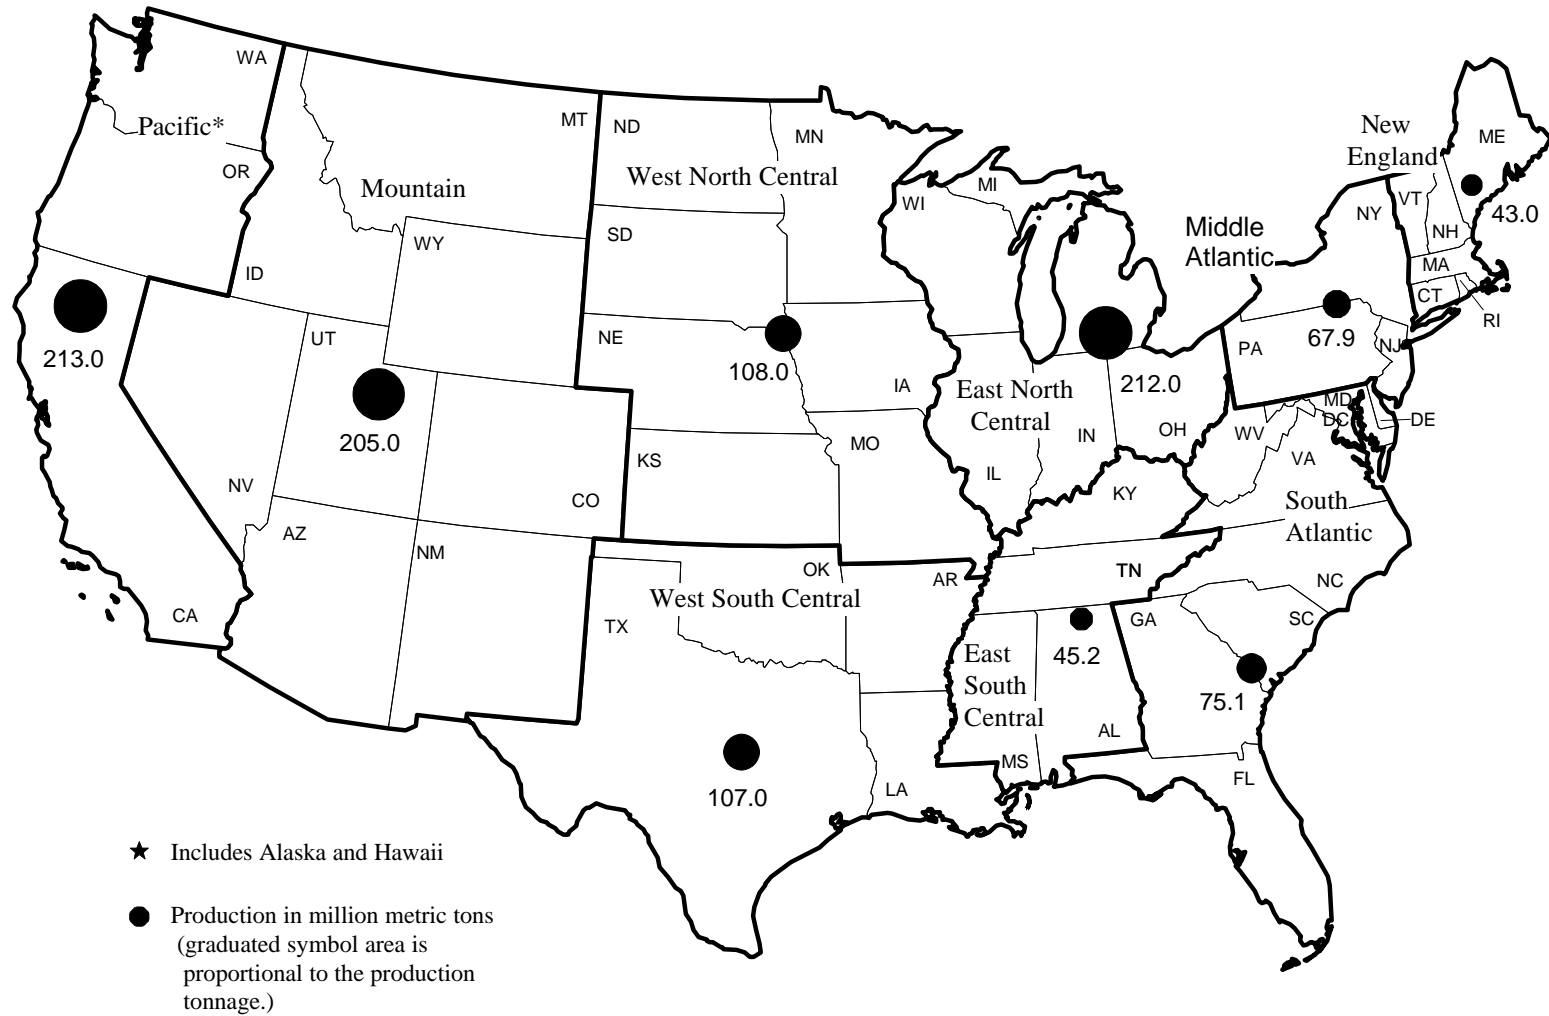 WA
Pacific*
OR
MT
ND
MN
West North Central
Mountain
WY
SD
ID
MI
WI
New
England
ME
VT
NY
NH
43.0
Middle
Atlantic
MA
CT
RI
213.0
UT
205.0
NE
108.0
IA
East North
Central
212.0
PA
67.9
NJ
MD
DC
DE
NV
CO
KS
MO
IL
IN
OH
WV
VA
KY
South
Atlantic
AZ
NM
CA
OK
AR
West South Central
TX
TN
NC
SC
GA
45.2
East
South
Central
75.1
AL
MS
LA
FL
107.0
★ Includes Alaska and Hawaii
● Production in million metric tons
(graduated symbol area is
proportional to the production
tonnage.)